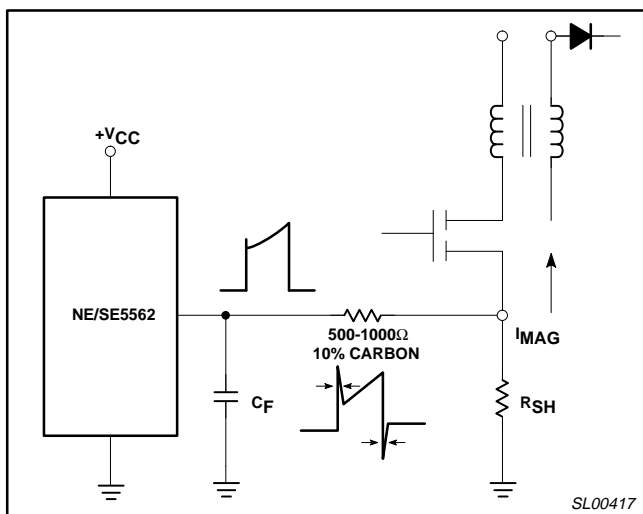 +VCC
NE/SE5562
500-1000Ω
10% CARBON
IMAG
CF
RSH
SL00417